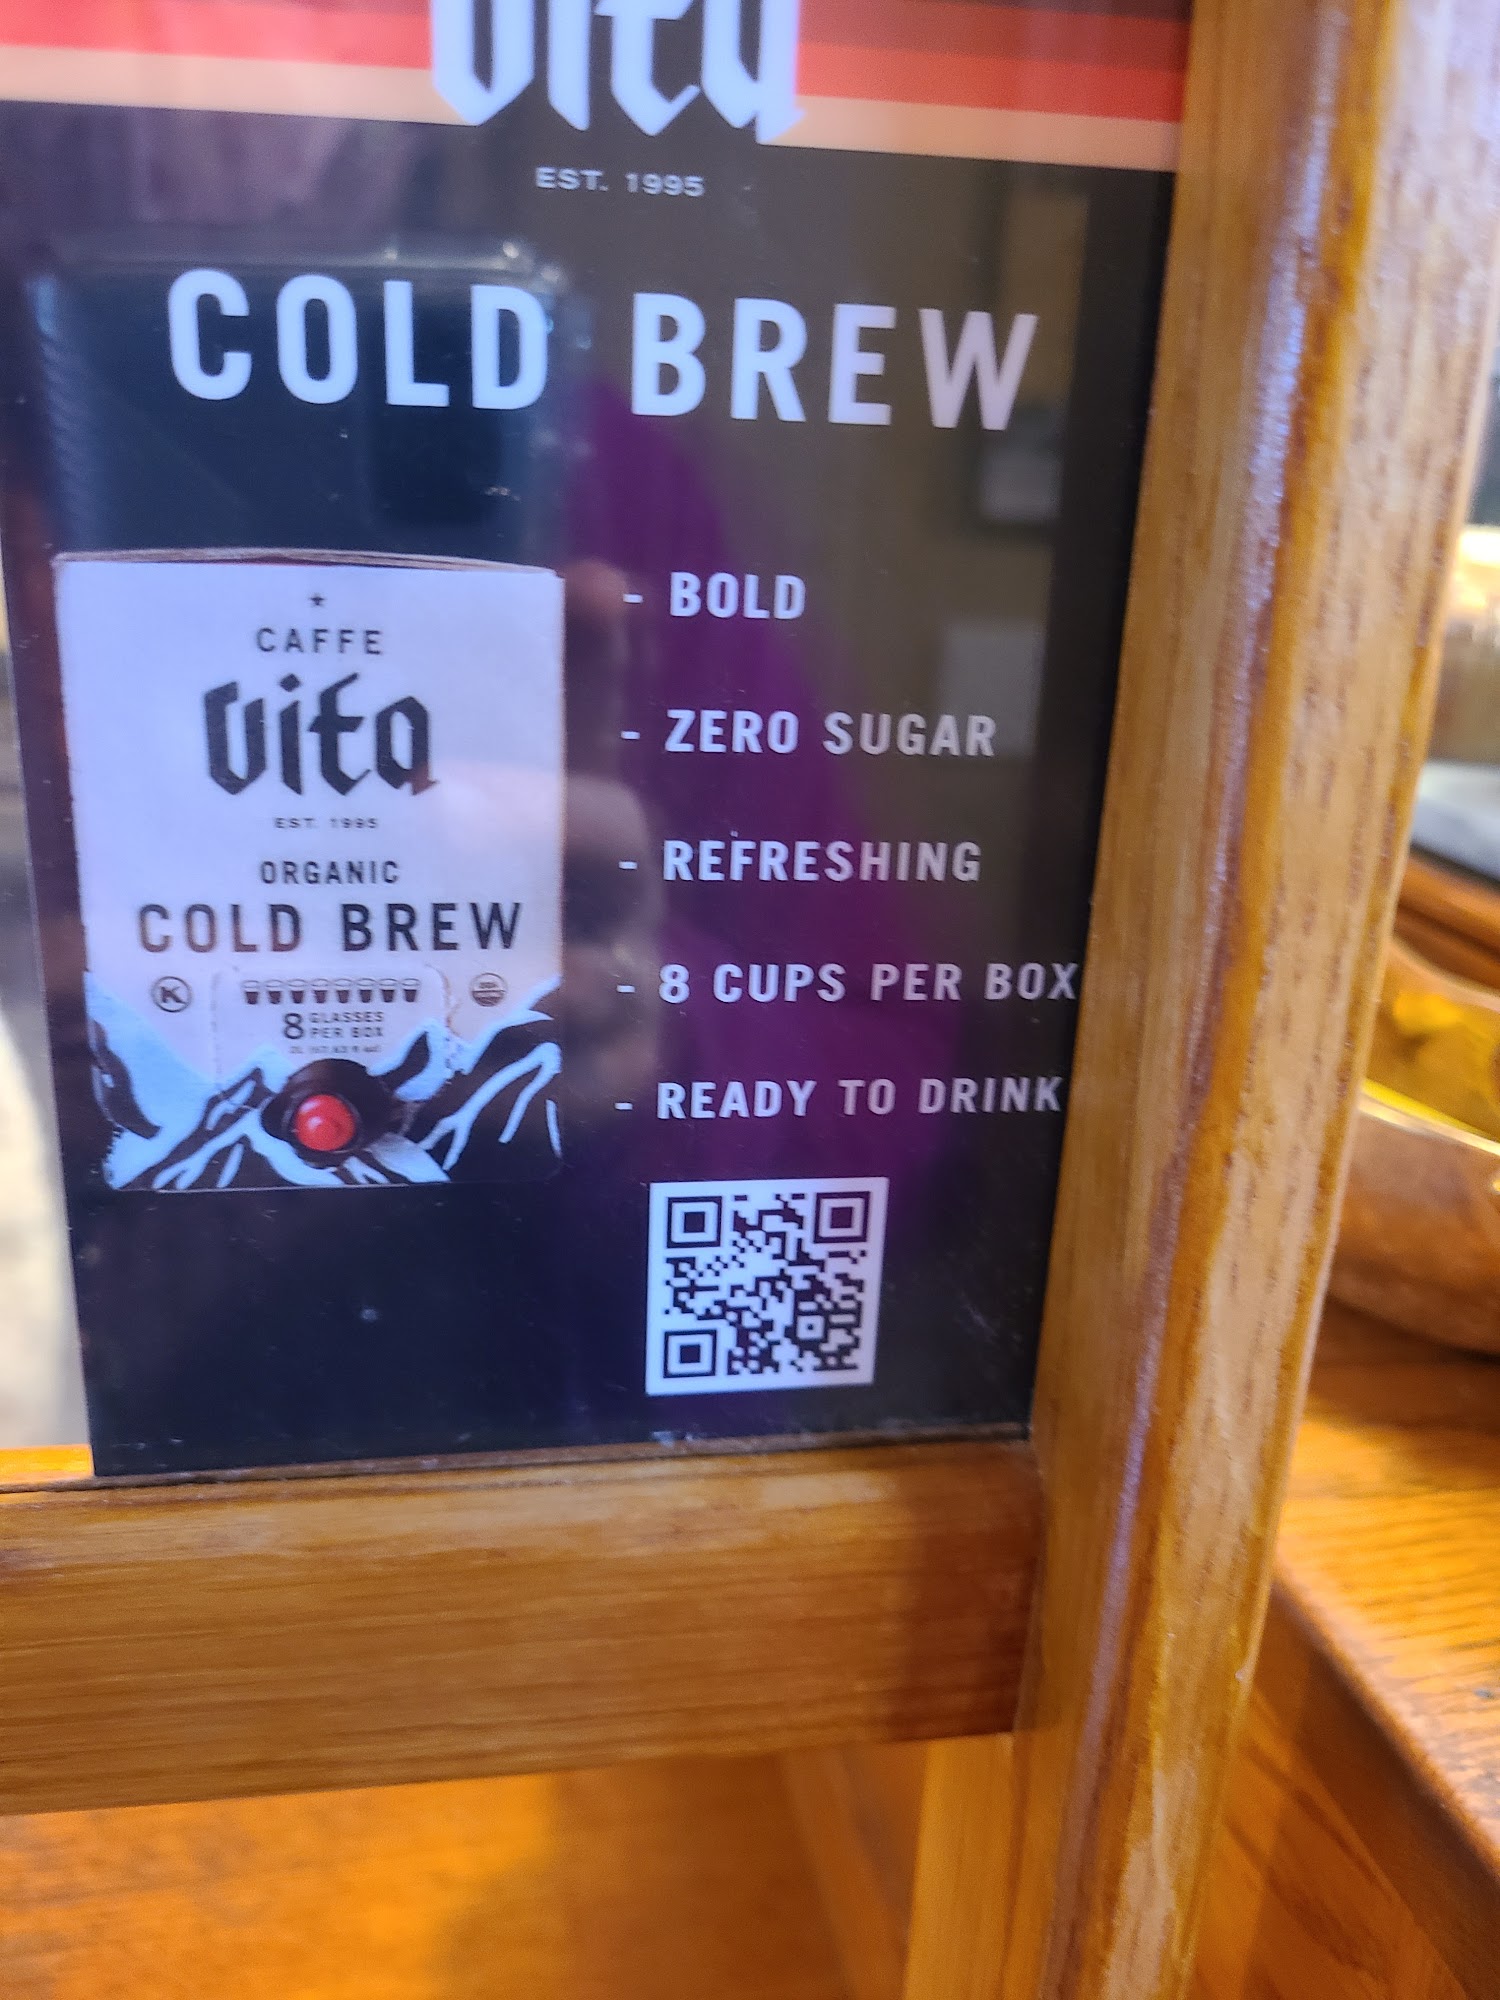 vita
EST. 1995
COLD BREW
CAFFE
vita
EST. 1995
ORGANIC
COLD BREW
K
8 GLASSES
PER BOX
- BOLD
- ZERO SUGAR
- REFRESHING
- 8 CUPS PER BOX
- READY TO DRINK